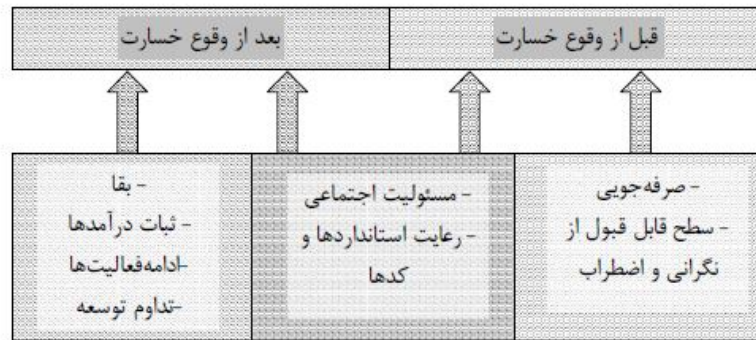 قبل از وقوع خسارت
بعد از وقوع خسارت
- صرفه‌جویی
- سطح قابل قبول از
نگرانی و اضطراب
- مسئولیت اجتماعی
- رعایت استانداردها و
کدها
- بقا
- ثبات درآمدها
-ادامه‌فعالیت‌ها
-تداوم توسعه